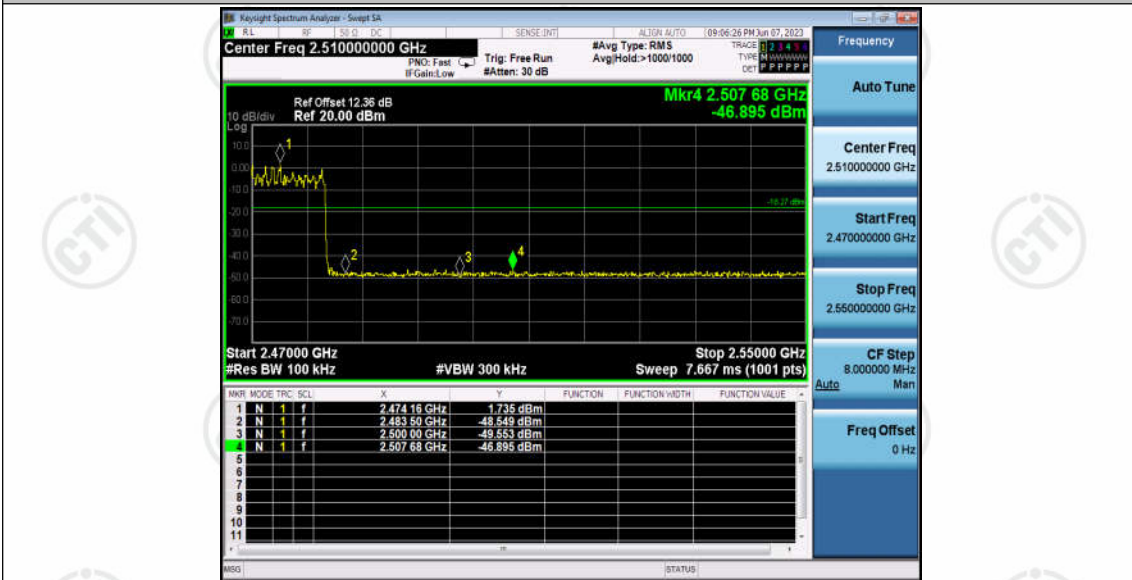 Keysight Spectrum Analyzer - Swept SA
RL RF 50 Ω DC SENSE:INT ALIGN AUTO 09:06:26 PM Jun 07, 2023
Center Freq 2.510000000 GHz
PNO: Fast
IFGain:Low
Trig: Free Run
#Atten: 30 dB
#Avg Type: RMS
Avg|Hold:>1000/1000
TRACE 1 2 3 4 5 6
TYPE M WWWWW
DET P P P P P P
Mkr4 2.507 68 GHz
-46.895 dBm
Ref Offset 12.36 dB
10 dB/div Ref 20.00 dBm
Log
10.0
0.00
-10.0
-20.0
-30.0
-40.0
-50.0
-60.0
-70.0
1
2
3
4
-18.27 dBm
Start 2.47000 GHz Stop 2.55000 GHz
#Res BW 100 kHz #VBW 300 kHz Sweep 7.667 ms (1001 pts)
MKR MODE TRC SCL X Y FUNCTION FUNCTION WIDTH FUNCTION VALUE
1 N 1 f 2.474 16 GHz 1.735 dBm
2 N 1 f 2.483 50 GHz -48.549 dBm
3 N 1 f 2.500 00 GHz -49.553 dBm
4 N 1 f 2.507 68 GHz -46.895 dBm
5
6
7
8
9
10
11
MSG STATUS
Frequency
Auto Tune
Center Freq
2.510000000 GHz
Start Freq
2.470000000 GHz
Stop Freq
2.550000000 GHz
CF Step
8.000000 MHz
Auto Man
Freq Offset
0 Hz
CTI
CTI